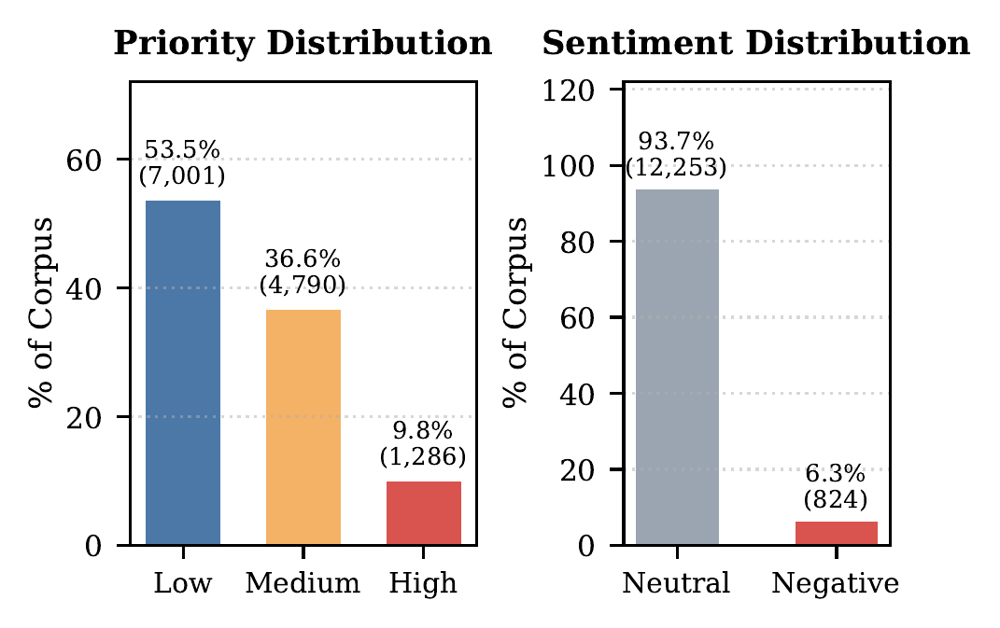 Priority Distribution
% of Corpus
60
40
20
0
53.5%
(7,001)
36.6%
(4,790)
9.8%
(1,286)
Low
Medium
High
Sentiment Distribution
% of Corpus
120
100
80
60
40
20
0
93.7%
(12,253)
6.3%
(824)
Neutral
Negative